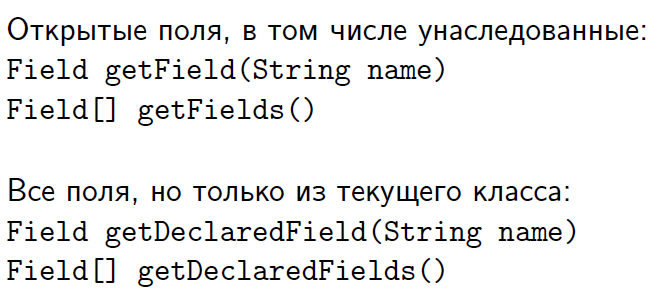 Открытые поля, в том числе унаследованные:
Field getField(String name)
Field[] getFields()
Все поля, но только из текущего класса:
Field getDeclaredField(String name)
Field[] getDeclaredFields()